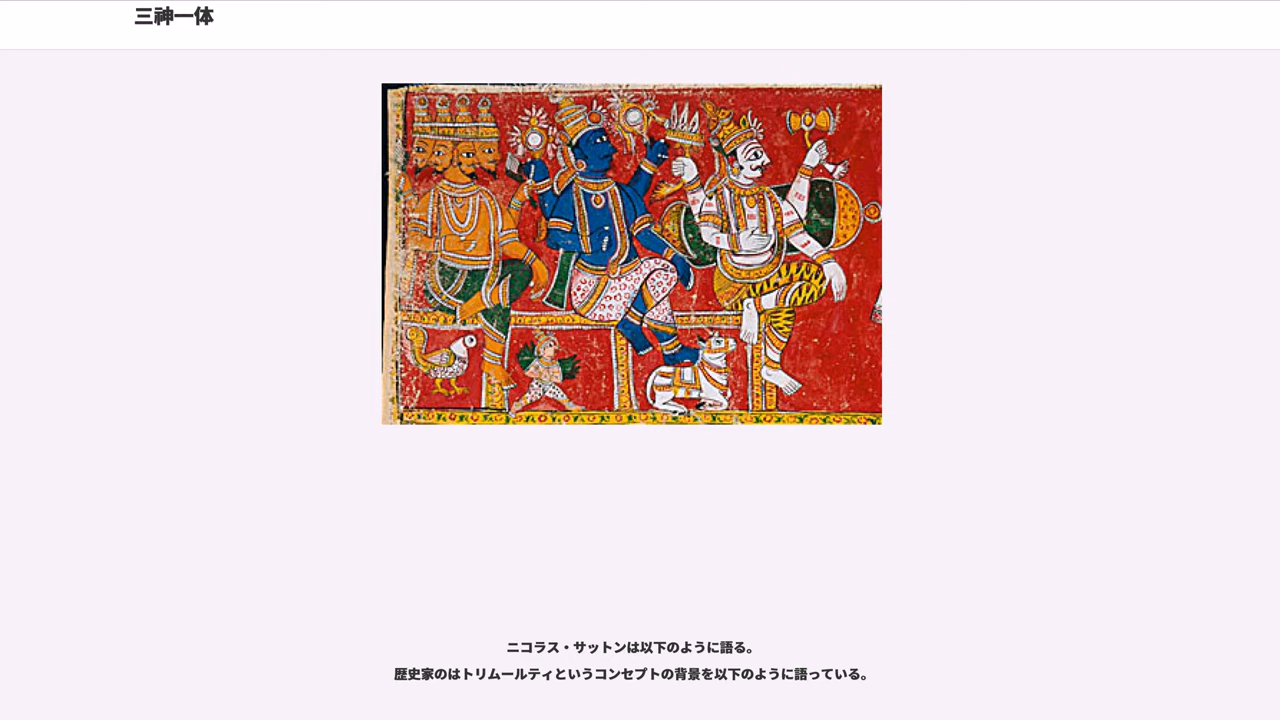 三神一体
ニコラス・サットンは以下のように語る。
歴史家のはトリムールティというコンセプトの背景を以下のように語っている。